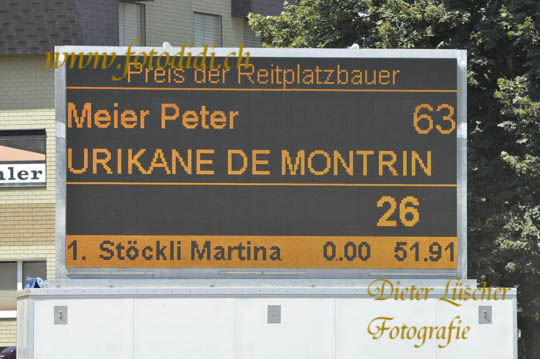 www.fotodidi.ch
Preis der Reitplatzbauer
Meier Peter 63
URIKANE DE MONTRIN
26
1. Stöckli Martina 0.00 51.91
hler
Dieter Lüscher
Fotografie